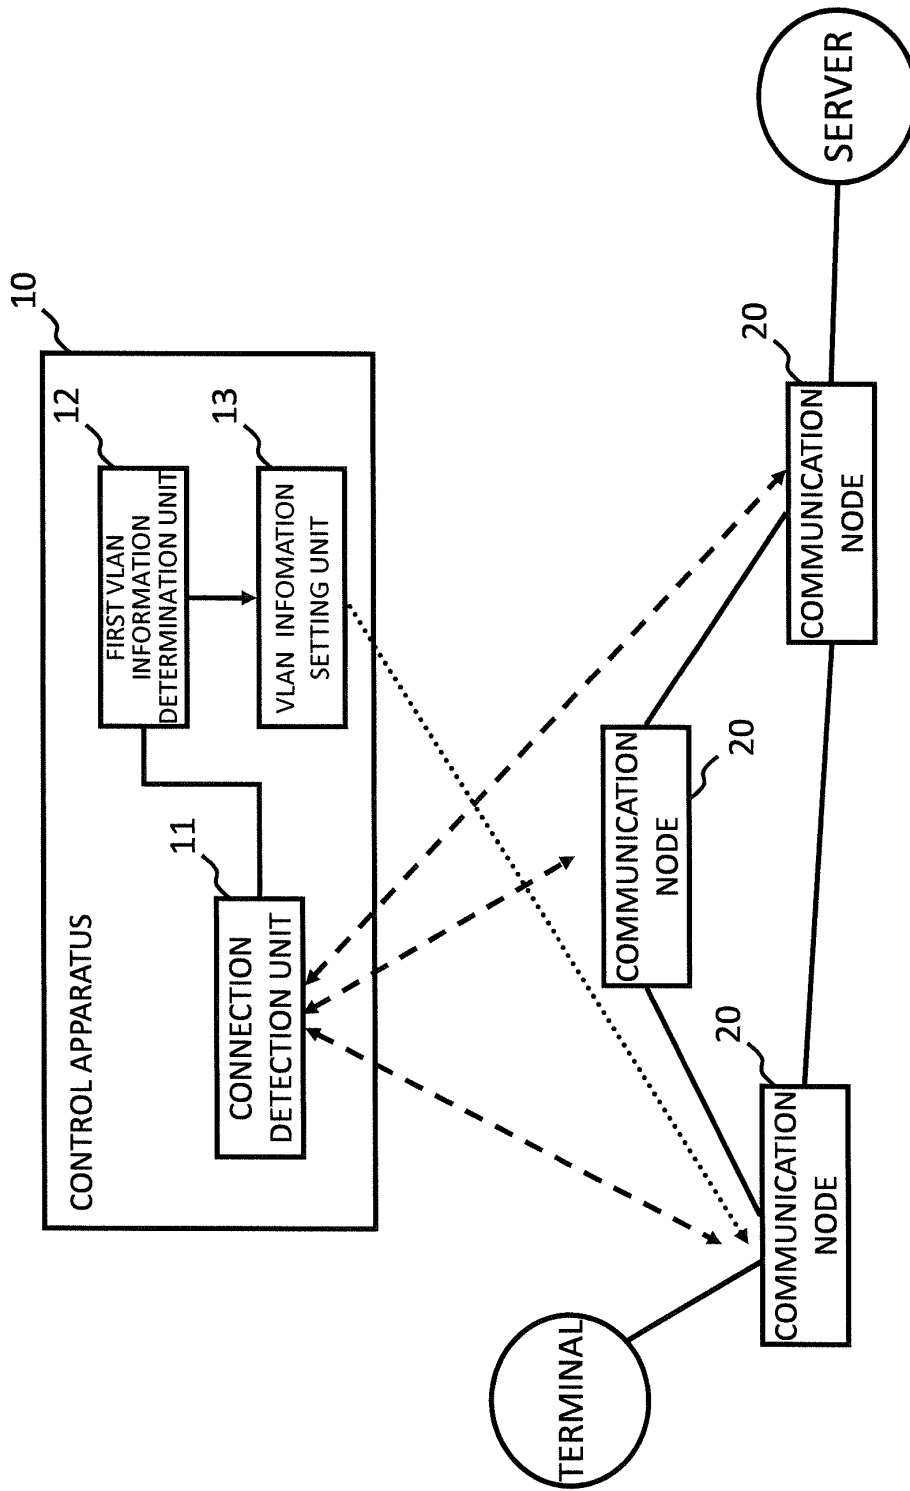 10
CONTROL APPARATUS
11
CONNECTION
DETECTION UNIT
12
FIRST VLAN
INFORMATION
DETERMINATION UNIT
13
VLAN INFOMATION
SETTING UNIT
TERMINAL
20
COMMUNICATION
NODE
20
COMMUNICATION
NODE
20
COMMUNICATION
NODE
SERVER